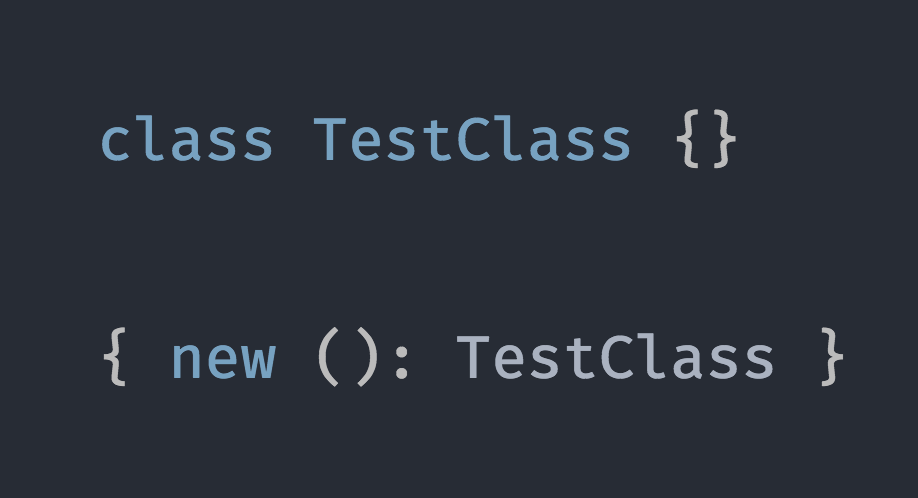 class TestClass {}
{ new (): TestClass }